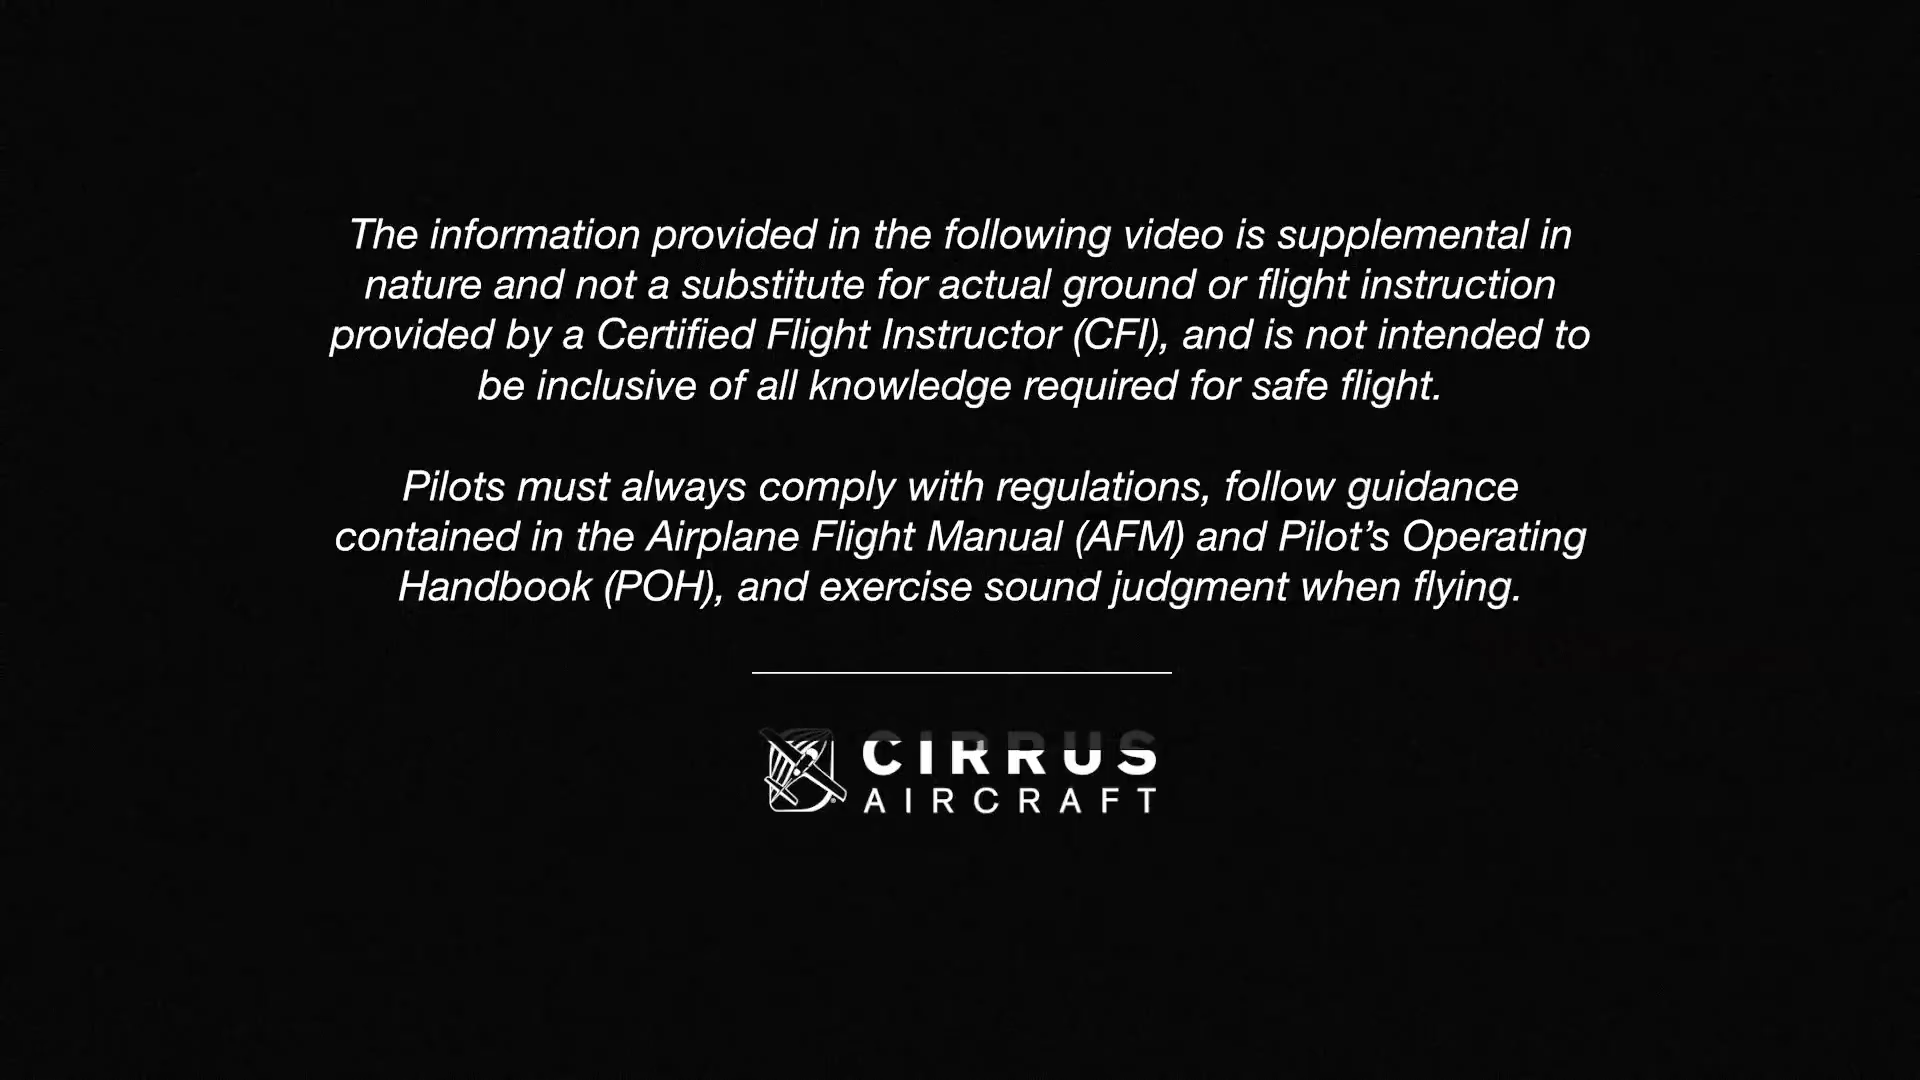 The information provided in the following video is supplemental in
nature and not a substitute for actual ground or flight instruction
provided by a Certified Flight Instructor (CFI), and is not intended to
be inclusive of all knowledge required for safe flight.
Pilots must always comply with regulations, follow guidance
contained in the Airplane Flight Manual (AFM) and Pilot’s Operating
Handbook (POH), and exercise sound judgment when flying.
CIRRUS
AIRCRAFT